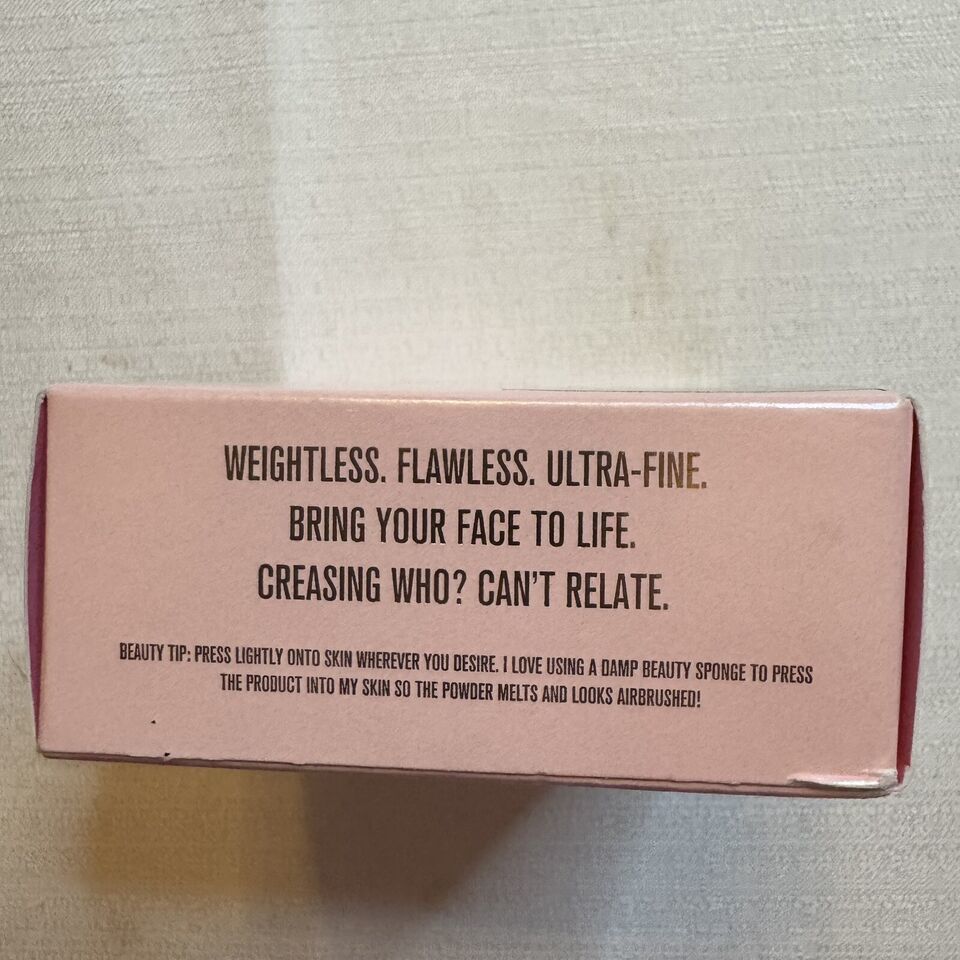 WEIGHTLESS. FLAWLESS. ULTRA-FINE.
BRING YOUR FACE TO LIFE.
CREASING WHO? CAN'T RELATE.
BEAUTY TIP: PRESS LIGHTLY ONTO SKIN WHEREVER YOU DESIRE. I LOVE USING A DAMP BEAUTY SPONGE TO PRESS
THE PRODUCT INTO MY SKIN SO THE POWDER MELTS AND LOOKS AIRBRUSHED!